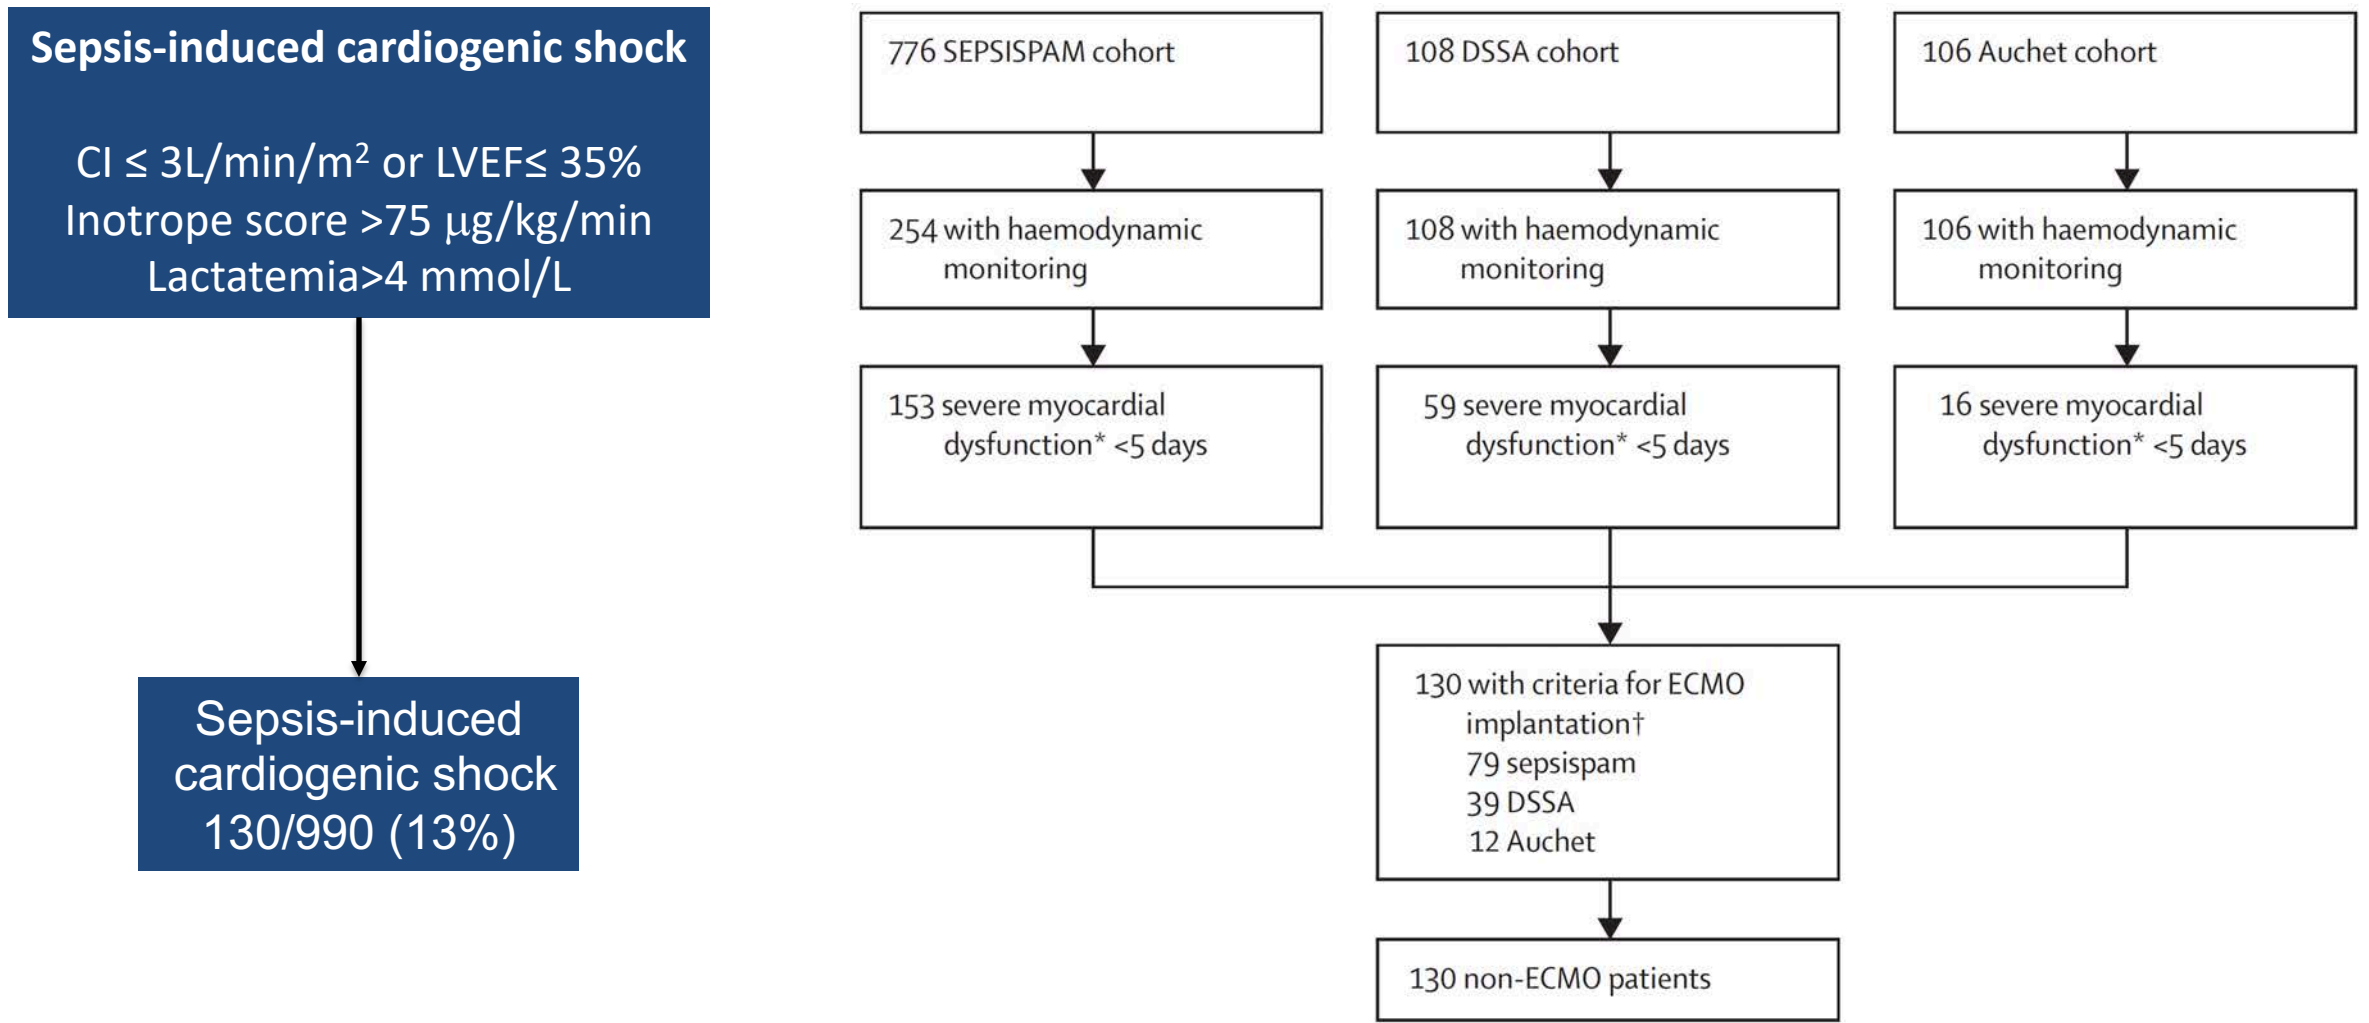 Sepsis-induced cardiogenic shock
CI ≤ 3L/min/m² or LVEF≤ 35%
Inotrope score >75 μg/kg/min
Lactatemia>4 mmol/L
Sepsis-induced
cardiogenic shock
130/990 (13%)
776 SEPSISPAM cohort
108 DSSA cohort
106 Auchet cohort
254 with haemodynamic
monitoring
108 with haemodynamic
monitoring
106 with haemodynamic
monitoring
153 severe myocardial
dysfunction* <5 days
59 severe myocardial
dysfunction* <5 days
16 severe myocardial
dysfunction* <5 days
130 with criteria for ECMO
implantation†
79 sepsispam
39 DSSA
12 Auchet
130 non-ECMO patients